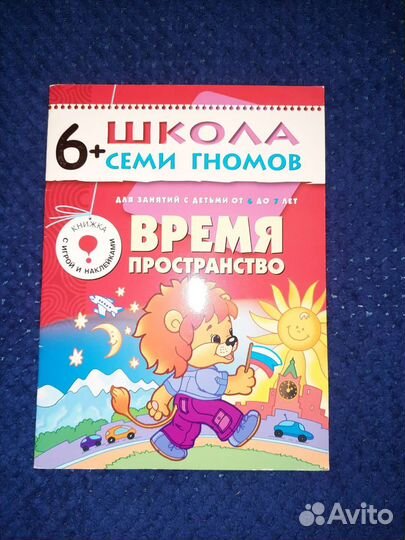 6+ ШКОЛА
СЕМИ ГНОМОВ
ДЛЯ ЗАНЯТИЙ С ДЕТЬМИ ОТ 6 ДО 7 ЛЕТ
КНИЖКА
С ИГРОЙ И НАКЛЕЙКАМИ
ВРЕМЯ
ПРОСТРАНСТВО
Avito